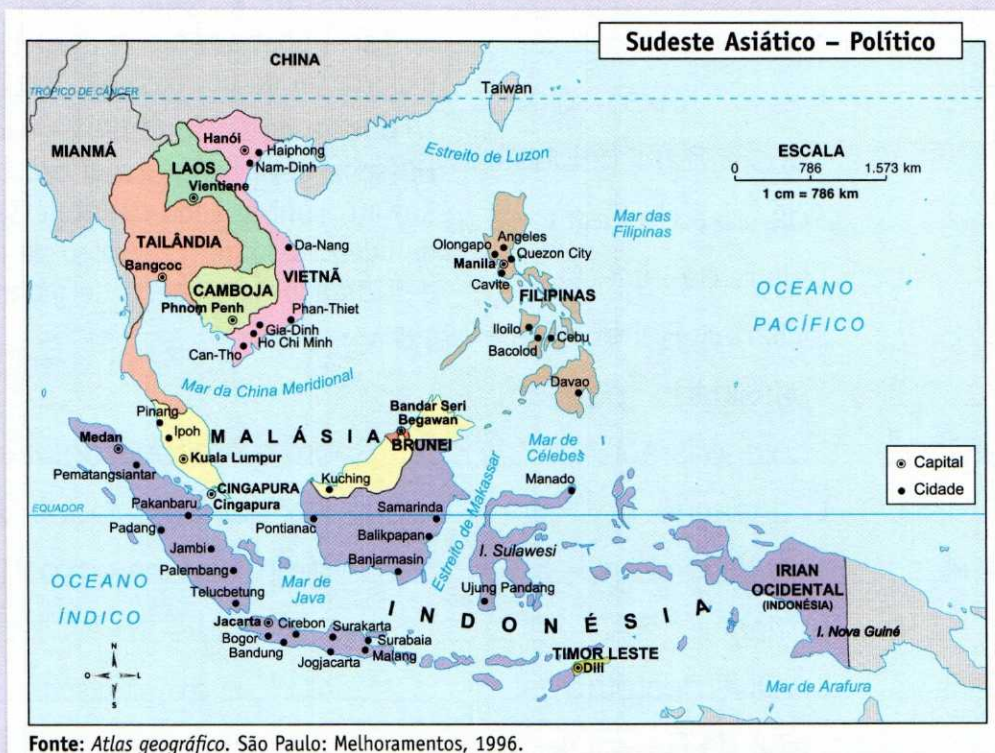 Sudeste Asiático – Político
CHINA
TRÓPICO DE CÂNCER
Taiwan
MIANMÁ
Hanói
Haiphong
LAOS
Nam-Dinh
Vientiane
Estreito de Luzon
ESCALA
0 786 1.573 km
1 cm = 786 km
TAILÂNDIA
Bangcoc
Da-Nang
VIETNÃ
CAMBOJA
Phnom Penh
Phan-Thiet
Gia-Dinh
Ho Chi Minh
Can-Tho
Mar das
Filipinas
Angeles
Olongapo
Quezon City
Manila
Cavite
FILIPINAS
OCEANO
PACÍFICO
Iloilo
Cebu
Bacolod
Davao
Mar da China Meridional
Pinang
Ipoh
MALÁSIA
Bandar Seri
Begawan
BRUNEI
Medan
Kuala Lumpur
Pematangsiantar
CINGAPURA
Cingapura
Kuching
Mar de
Célebes
Manado
Capital
Cidade
EQUADOR
Pakanbaru
Padang
Pontianac
Samarinda
Balikpapan
Estreito de Makassar
I. Sulawesi
Jambi
Palembang
Banjarmasin
Telucbetung
Ujung Pandang
OCEANO
ÍNDICO
Mar de
Java
INDONÉSIA
IRIAN
OCIDENTAL
(INDONÉSIA)
I. Nova Guiné
Jacarta
Cirebon
Surakarta
Bogor
Surabaia
Bandung
Malang
Jogjacarta
TIMOR LESTE
Dili
Mar de Arafura
N
O
L
S
Fonte: Atlas geográfico. São Paulo: Melhoramentos, 1996.